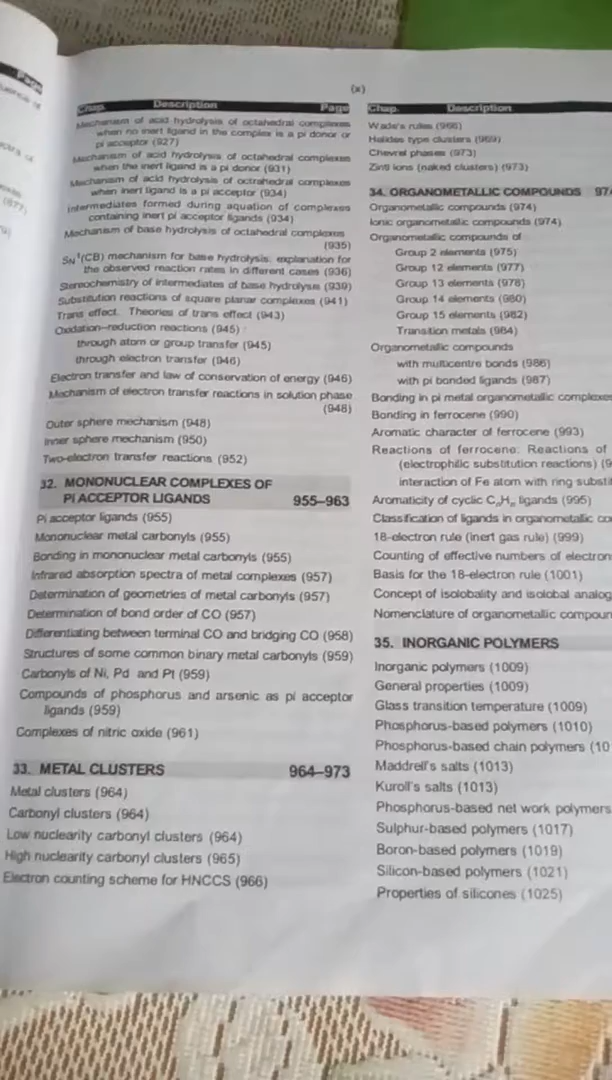 Page
(x)
Chap. Description Page
Mechanism of acid hydrolysis of octahedral complexes
when no inert ligand in the complex is a pi donor or
pi acceptor (927)
Mechanism of acid hydrolysis of octahedral complexes
when the inert ligand is a pi donor (931)
Mechanism of acid hydrolysis of octrahedral complexes
when inert ligand is a pi acceptor (934)
Intermediates formed during aquation of complexes
containing inert pi acceptor ligands (934)
Mechanism of base hydrolysis of octahedral complexes
(935)
SN1(CB) mechanism for base hydrolysis: explanation for
the observed reaction rates in different cases (936)
Stereochemistry of intermediates of base hydrolysis (939)
Substitution reactions of square planar complexes (941)
Trans effect. Theories of trans effect (943)
Oxidation-reduction reactions (945)
through atom or group transfer (945)
through electron transfer (946)
Electron transfer and law of conservation of energy (946)
Mechanism of electron transfer reactions in solution phase
(948)
Outer sphere mechanism (948)
Inner sphere mechanism (950)
Two-electron transfer reactions (952)
32. MONONUCLEAR COMPLEXES OF
PI ACCEPTOR LIGANDS 955–963
Pi acceptor ligands (955)
Mononuclear metal carbonyls (955)
Bonding in mononuclear metal carbonyls (955)
Infrared absorption spectra of metal complexes (957)
Determination of geometries of metal carbonyls (957)
Determination of bond order of CO (957)
Differentiating between terminal CO and bridging CO (958)
Structures of some common binary metal carbonyls (959)
Carbonyls of Ni, Pd and Pt (959)
Compounds of phosphorus and arsenic as pi acceptor
ligands (959)
Complexes of nitric oxide (961)
33. METAL CLUSTERS 964–973
Metal clusters (964)
Carbonyl clusters (964)
Low nuclearity carbonyl clusters (964)
High nuclearity carbonyl clusters (965)
Electron counting scheme for HNCCS (966)
Chap. Description
Wade's rules (966)
Halides type clusters (969)
Chevrel phases (973)
Zintl Ions (naked clusters) (973)
34. ORGANOMETALLIC COMPOUNDS 97
Organometallic compounds (974)
Ionic organometallic compounds (974)
Organometallic compounds of
Group 2 elements (975)
Group 12 elements (977)
Group 13 elements (978)
Group 14 elements (980)
Group 15 elements (982)
Transition metals (984)
Organometallic compounds
with multicentre bonds (986)
with pi bonded ligands (987)
Bonding in pi metal organometallic complexes
Bonding in ferrocene (990)
Aromatic character of ferrocene (993)
Reactions of ferrocene: Reactions of
(electrophilic substitution reactions) (9
interaction of Fe atom with ring substit
Aromaticity of cyclic CnHn ligands (995)
Classification of ligands in organometallic co
18-electron rule (inert gas rule) (999)
Counting of effective numbers of electron
Basis for the 18-electron rule (1001)
Concept of isolobality and isolobal analog
Nomenclature of organometallic compoun
35. INORGANIC POLYMERS
Inorganic polymers (1009)
General properties (1009)
Glass transition temperature (1009)
Phosphorus-based polymers (1010)
Phosphorus-based chain polymers (10
Maddrell's salts (1013)
Kuroll's salts (1013)
Phosphorus-based net work polymers
Sulphur-based polymers (1017)
Boron-based polymers (1019)
Silicon-based polymers (1021)
Properties of silicones (1025)